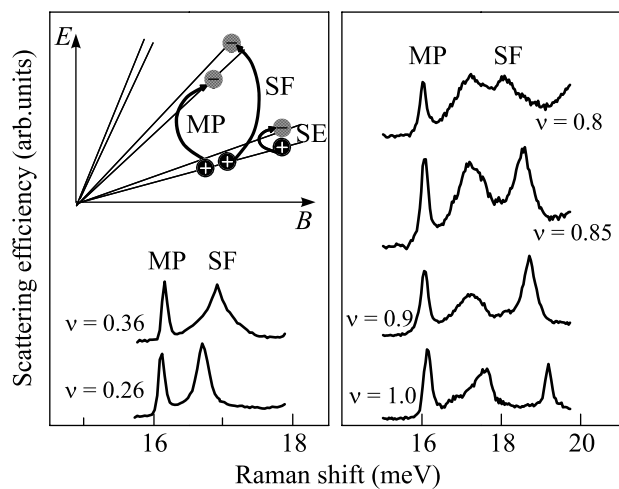 E
B
MP
SF
SE
MP SF
ν = 0.36
ν = 0.26
16 18
MP SF
ν = 0.8
ν = 0.85
ν = 0.9
ν = 1.0
16 18 20
Scattering efficiency (arb.units)
Raman shift (meV)